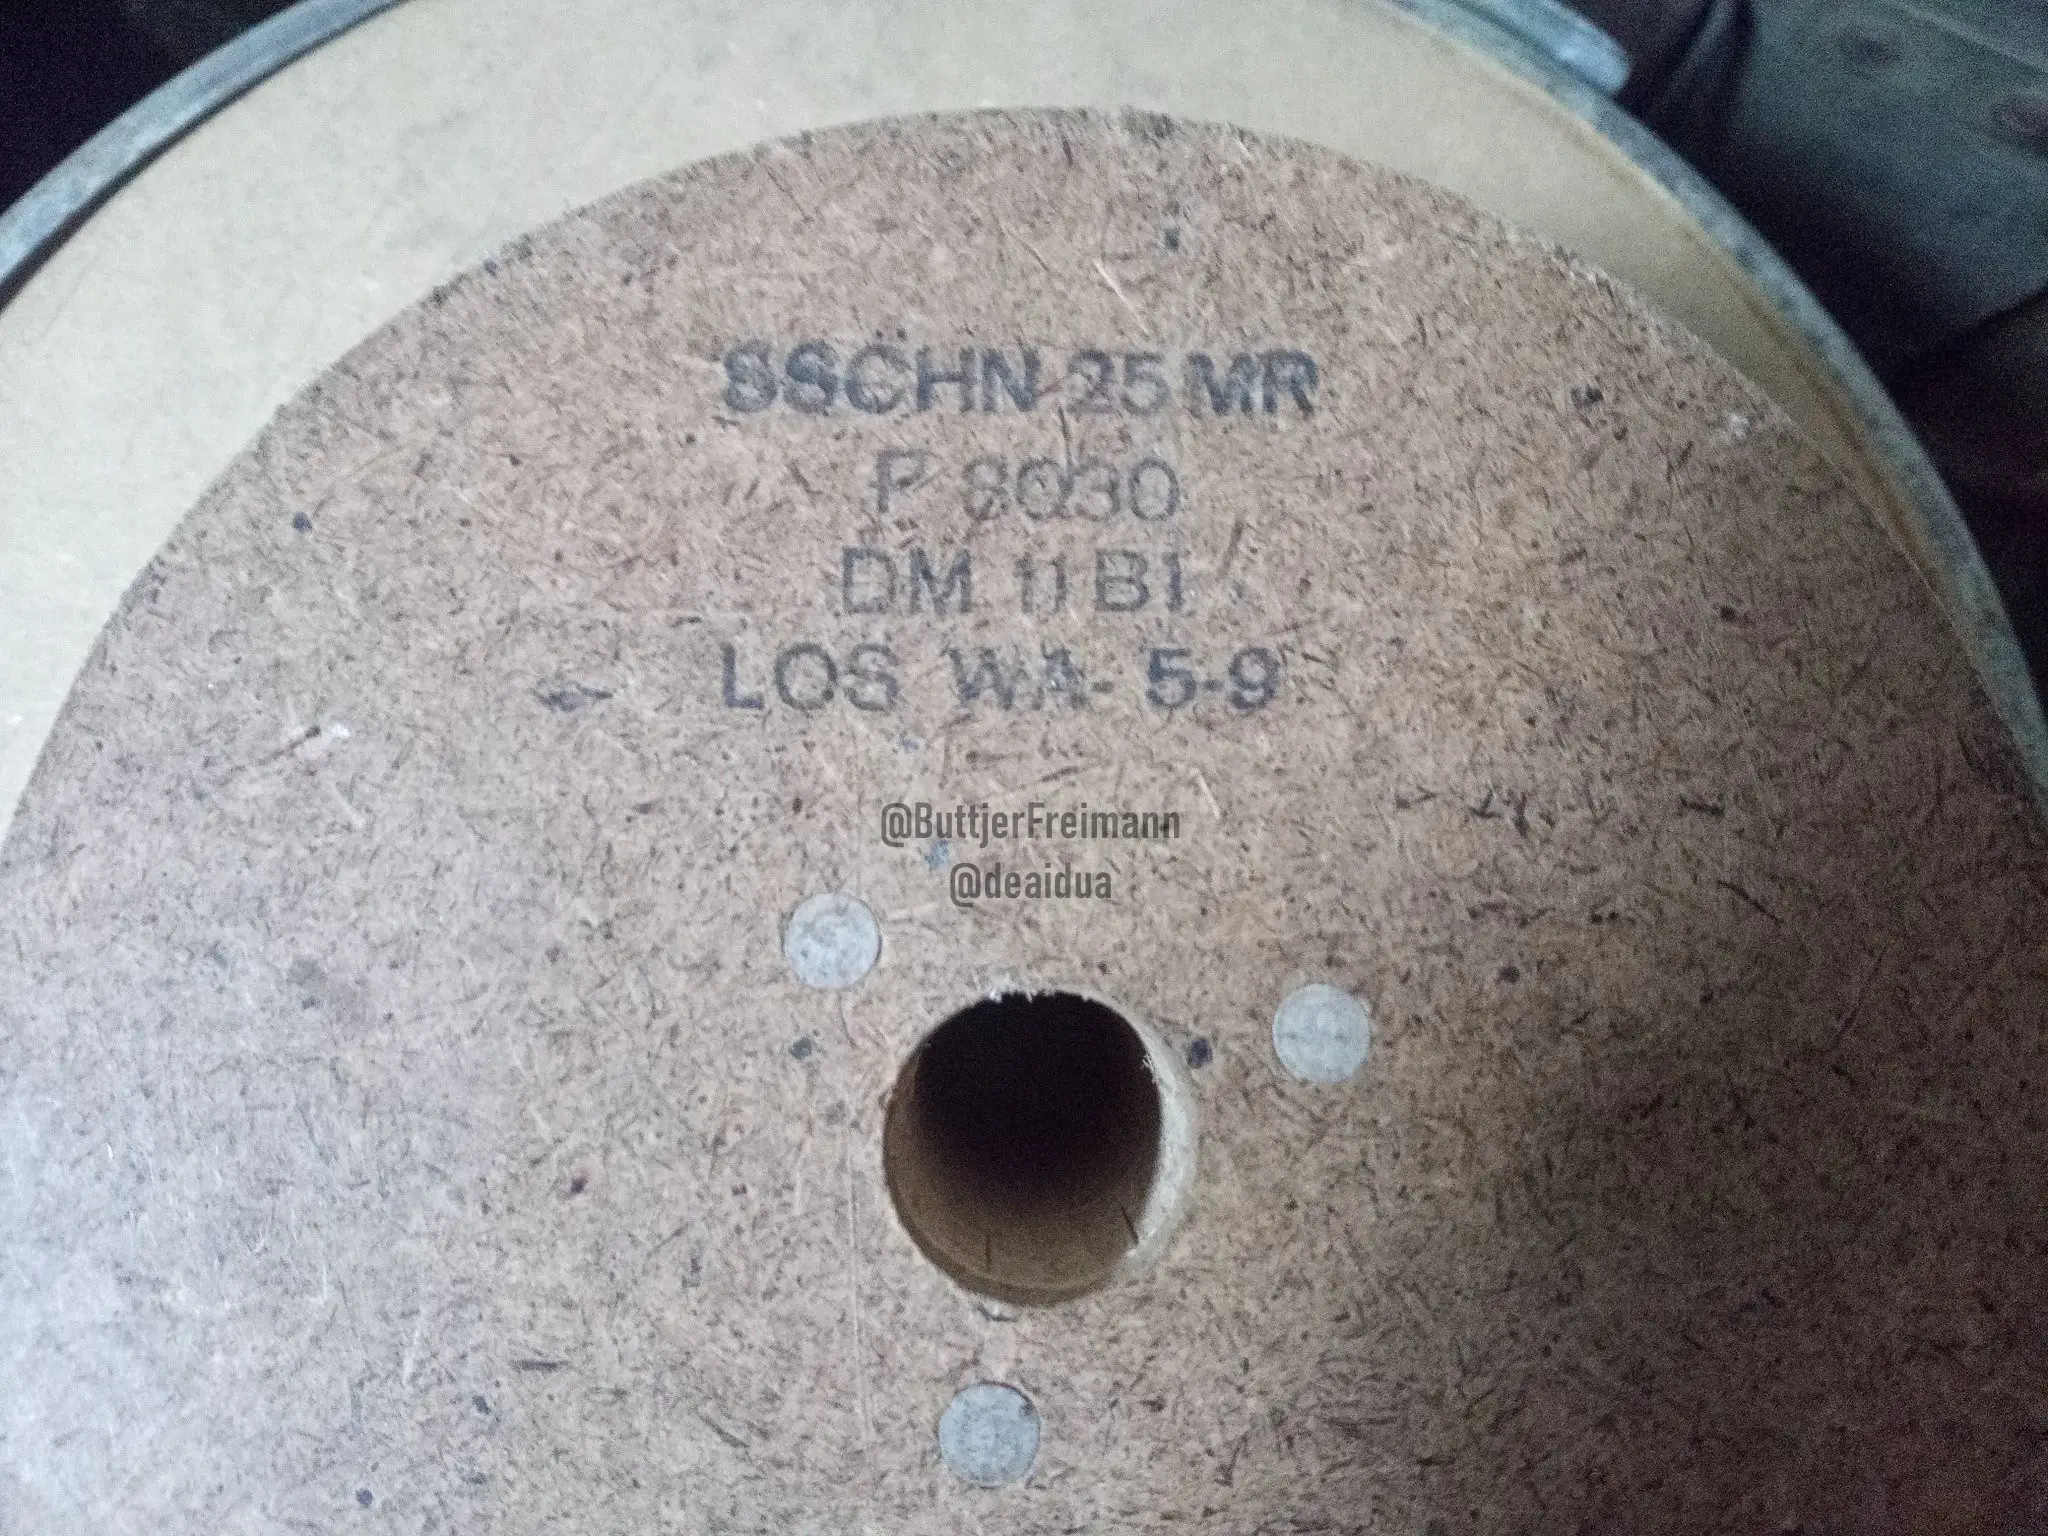 SSCHN 25 MR
P 8030
DM 11 B1
LOS WA- 5-9
@ButtjerFreimann
@deaidua